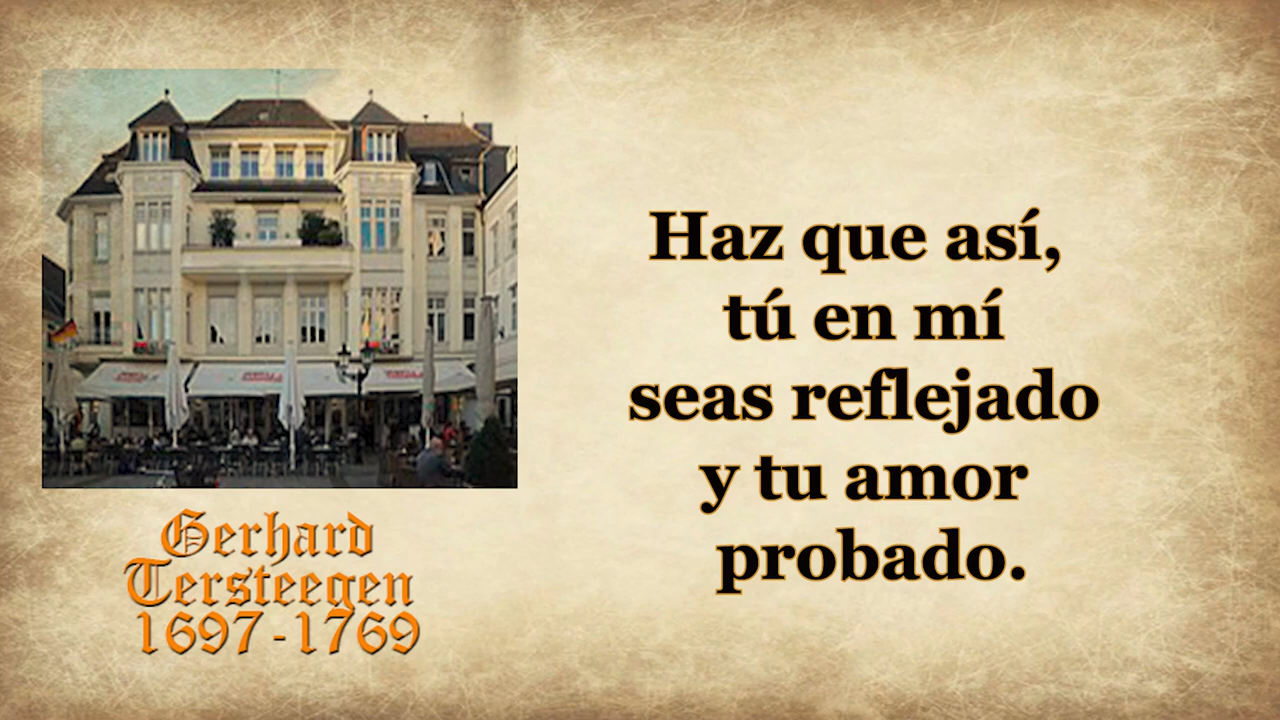 Haz que así,
tú en mí
seas reflejado
y tu amor
probado.
Gerhard
Tersteegen
1697-1769